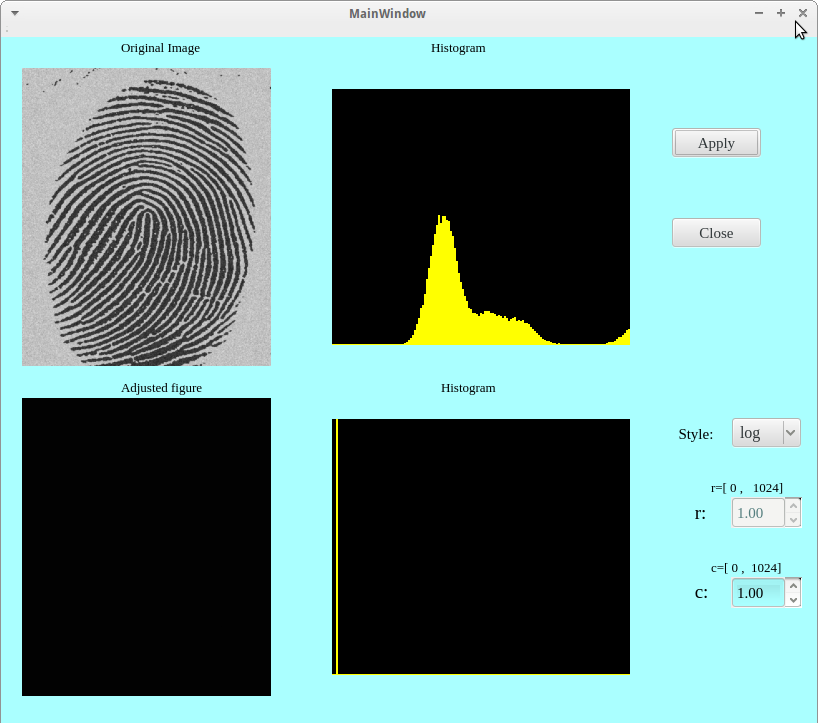 MainWindow
Original Image
Histogram
Apply
Close
Adjusted figure
Histogram
Style: log
r=[ 0 , 1024]
r: 1.00
c=[ 0 , 1024]
c: 1.00